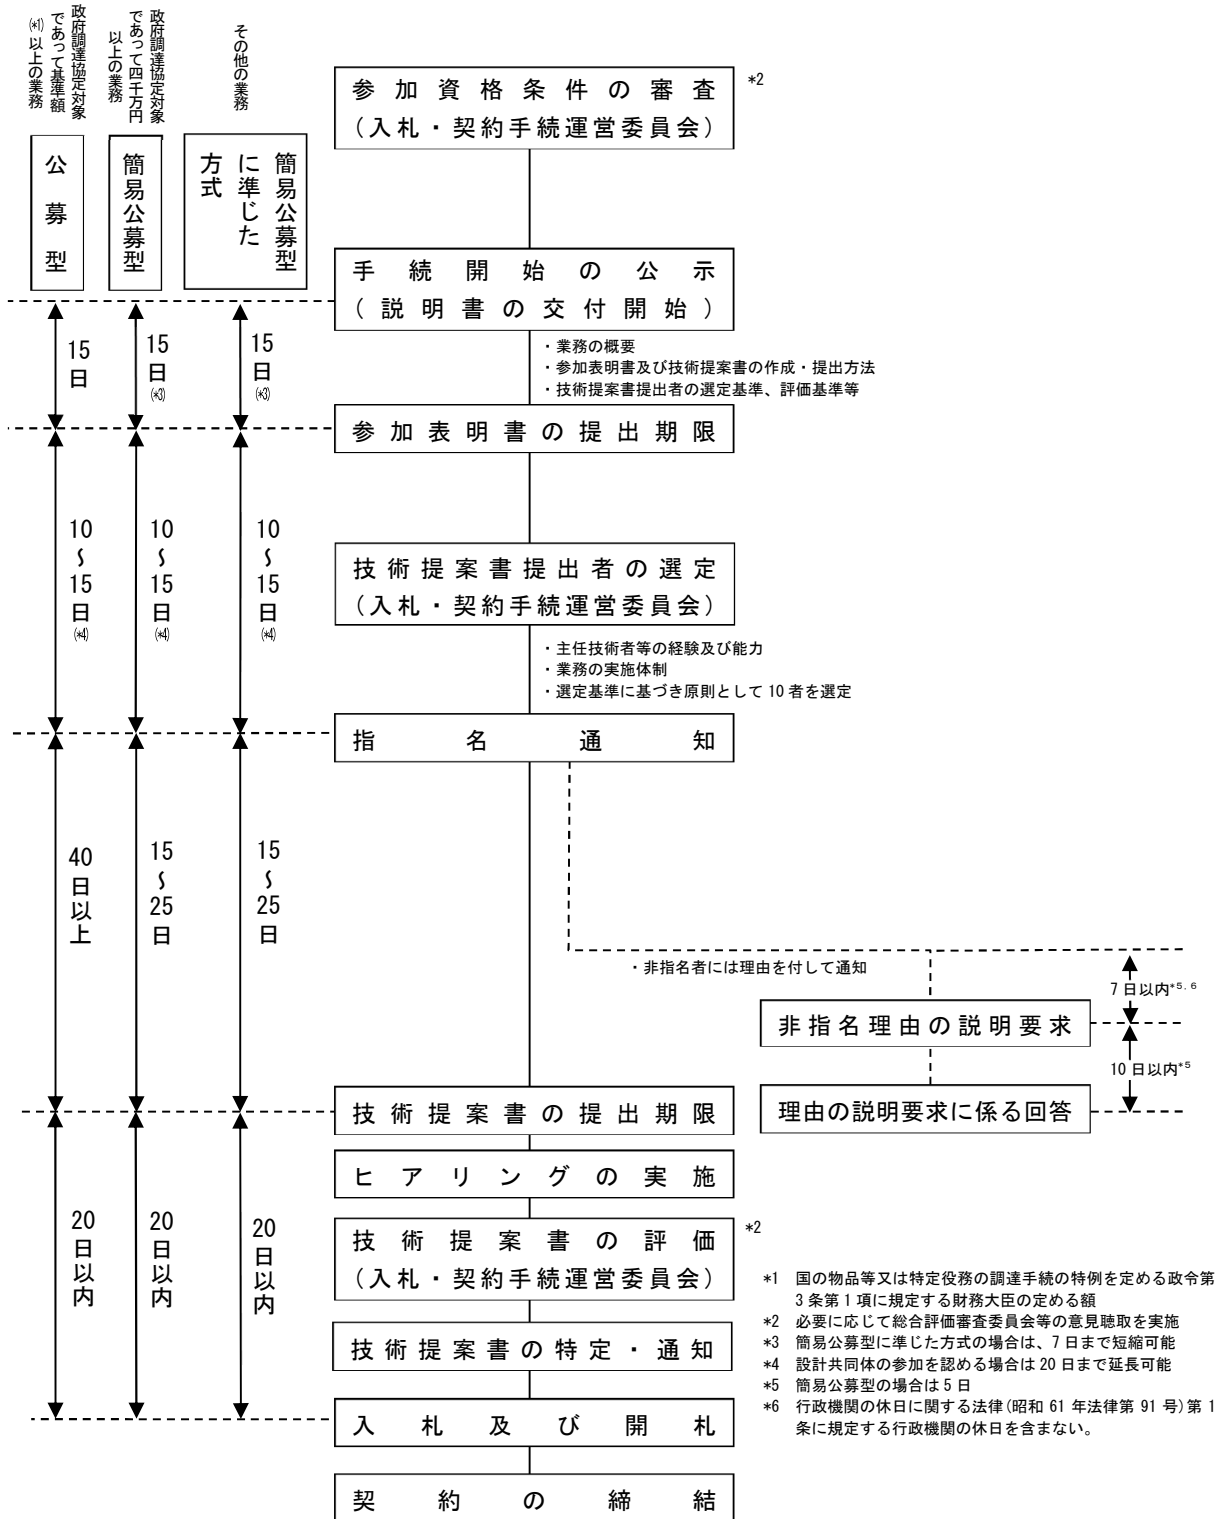 政府調達協定対象
であって基準額
(*1)以上の業務
公募型
政府調達協定対象
であって四千万円
以上の業務
簡易公募型
その他の業務
簡易公募型
に準じた
方式
参加資格条件の審査
(入札・契約手続運営委員会)
*2
手続開始の公示
(説明書の交付開始)
・業務の概要
・参加表明書及び技術提案書の作成・提出方法
・技術提案書提出者の選定基準、評価基準等
15日
15日(*3)
15日(*3)
参加表明書の提出期限
10～15日(*4)
10～15日(*4)
10～15日(*4)
技術提案書提出者の選定
(入札・契約手続運営委員会)
・主任技術者等の経験及び能力
・業務の実施体制
・選定基準に基づき原則として10者を選定
指名通知
40日以上
15～25日
15～25日
・非指名者には理由を付して通知
7日以内*5,6
非指名理由の説明要求
10日以内*5
理由の説明要求に係る回答
技術提案書の提出期限
ヒアリングの実施
20日以内
20日以内
20日以内
技術提案書の評価
(入札・契約手続運営委員会)
*2
技術提案書の特定・通知
入札及び開札
契約の締結
*1 国の物品等又は特定役務の調達手続の特例を定める政令第
3条第1項に規定する財務大臣の定める額
*2 必要に応じて総合評価審査委員会等の意見聴取を実施
*3 簡易公募型に準じた方式の場合は、7日まで短縮可能
*4 設計共同体の参加を認める場合は20日まで延長可能
*5 簡易公募型の場合は5日
*6 行政機関の休日に関する法律(昭和61年法律第91号)第1
条に規定する行政機関の休日を含まない。